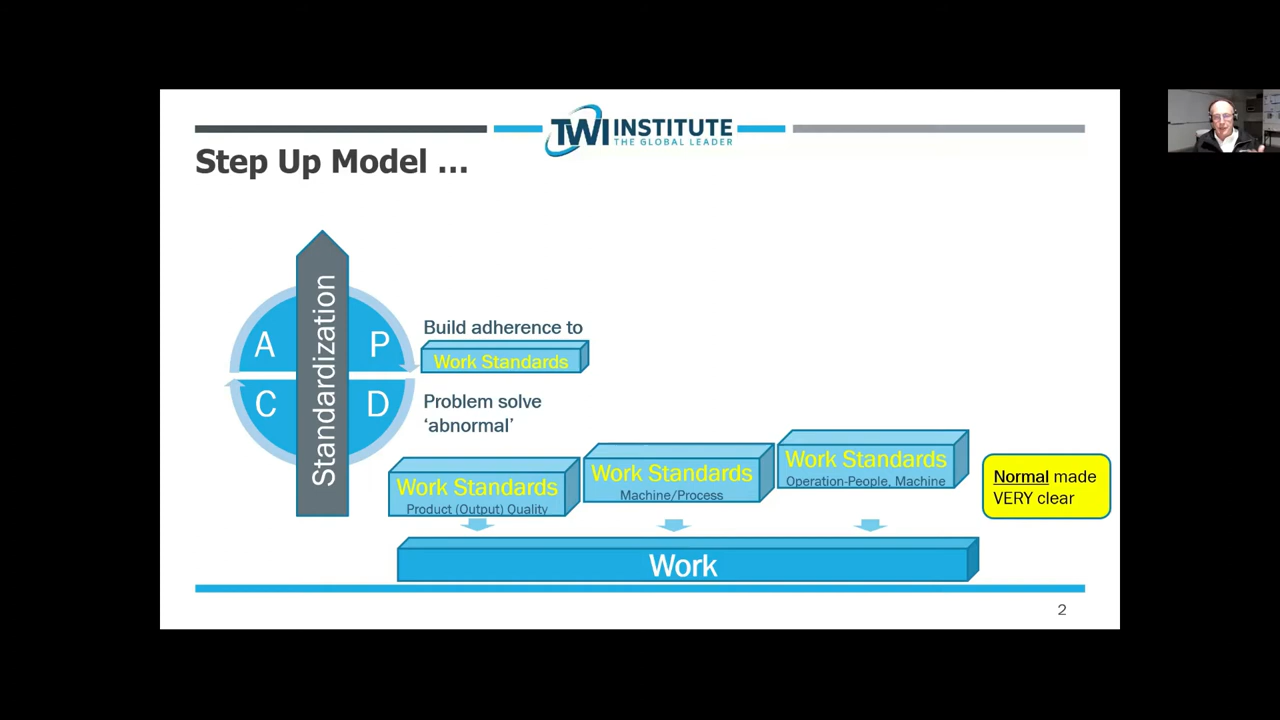 TWI INSTITUTE
THE GLOBAL LEADER
Step Up Model ...
Standardization
A
P
C
D
Build adherence to
Work Standards
Problem solve
‘abnormal’
Work Standards
Product (Output) Quality
Work Standards
Machine/Process
Work Standards
Operation-People, Machine
Normal made
VERY clear
Work
2